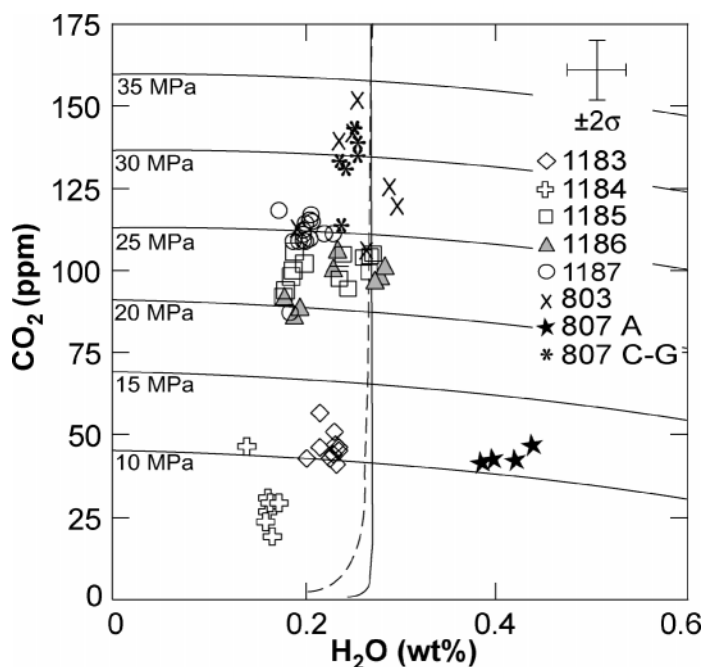 175
150
125
100
75
50
25
0
CO₂ (ppm)
35 MPa
30 MPa
25 MPa
20 MPa
15 MPa
10 MPa
±2σ
1183
1184
1185
1186
1187
803
807 A
807 C-G
0 0.2 0.4 0.6
H₂O (wt%)